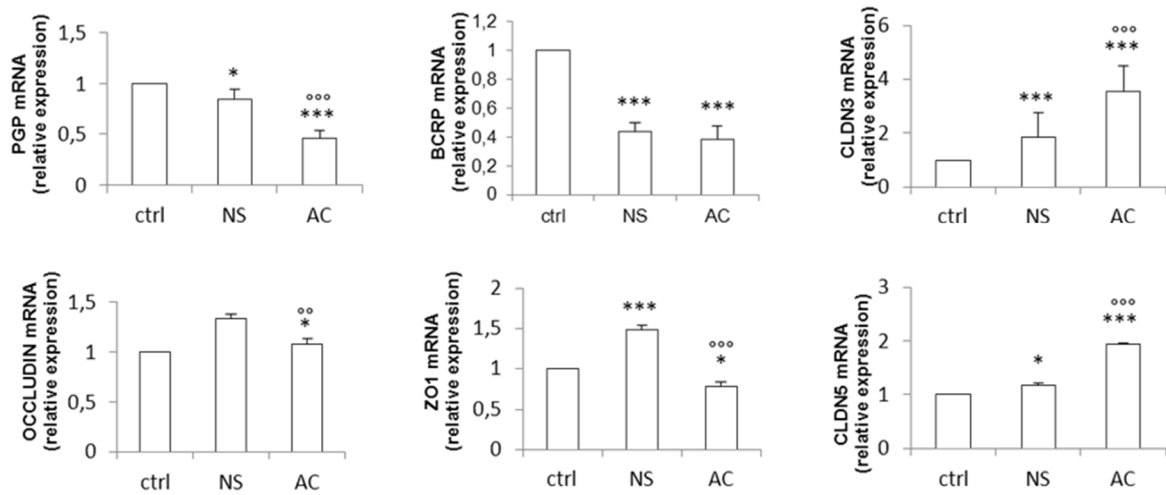 PGP mRNA
(relative expression)
1,5
1
0,5
0
*
°°°
***
ctrl NS AC
BCRP mRNA
(relative expression)
1,2
1
0,8
0,6
0,4
0,2
0
***
***
ctrl NS AC
CLDN3 mRNA
(relative expression)
6
4
2
0
***
°°°
***
ctrl NS AC
OCCLUDIN mRNA
(relative expression)
1,5
1
0,5
0
°°
*
ctrl NS AC
ZO1 mRNA
(relative expression)
2
1,5
1
0,5
0
***
°°°
*
ctrl NS AC
CLDN5 mRNA
(relative expression)
3
2
1
0
*
°°°
***
ctrl NS AC